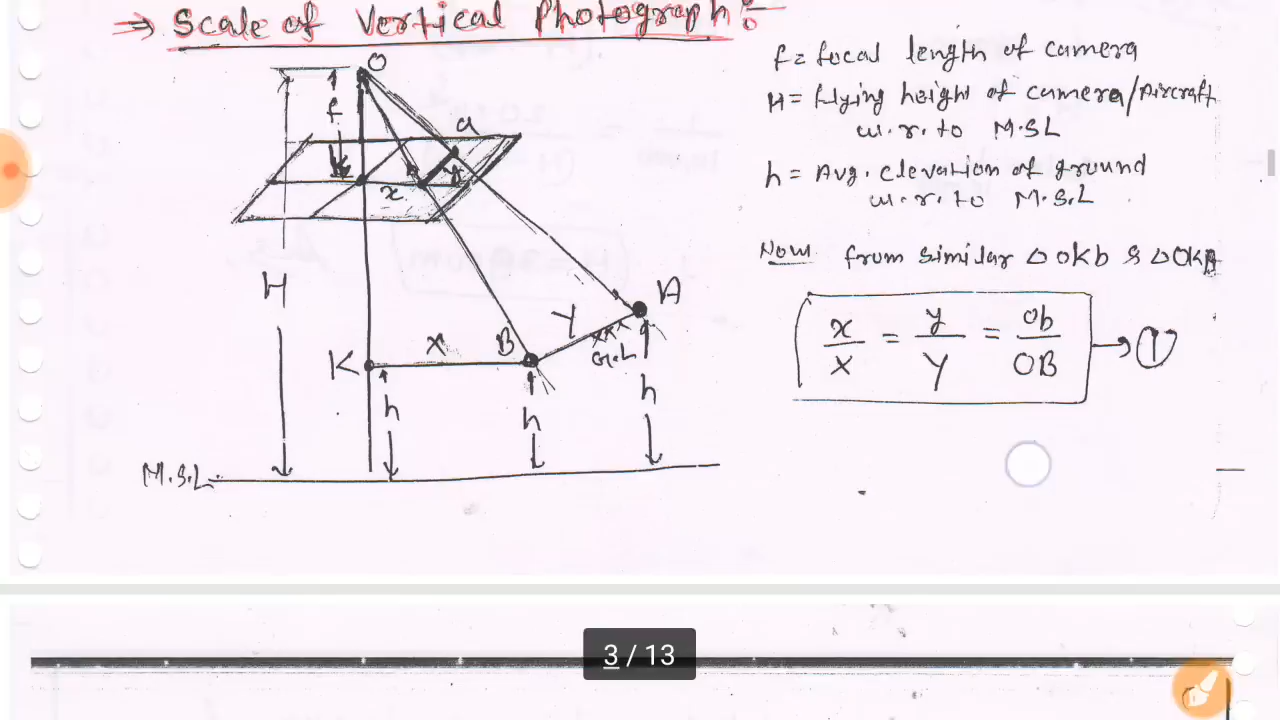 ⇒ Scale of Vertical Photograph:-
O
f
a
k
x
y
H
A
Y
B
X
K
G.L
h
h
h
M.S.L
f = focal length of camera
H = flying height of camera/Aircraft
w.r.to M.S.L
h = Avg. elevation of ground
w.r.to M.S.L
Now from similar △okb & △OKB
x/X = y/Y = ob/OB → ①
3 / 13